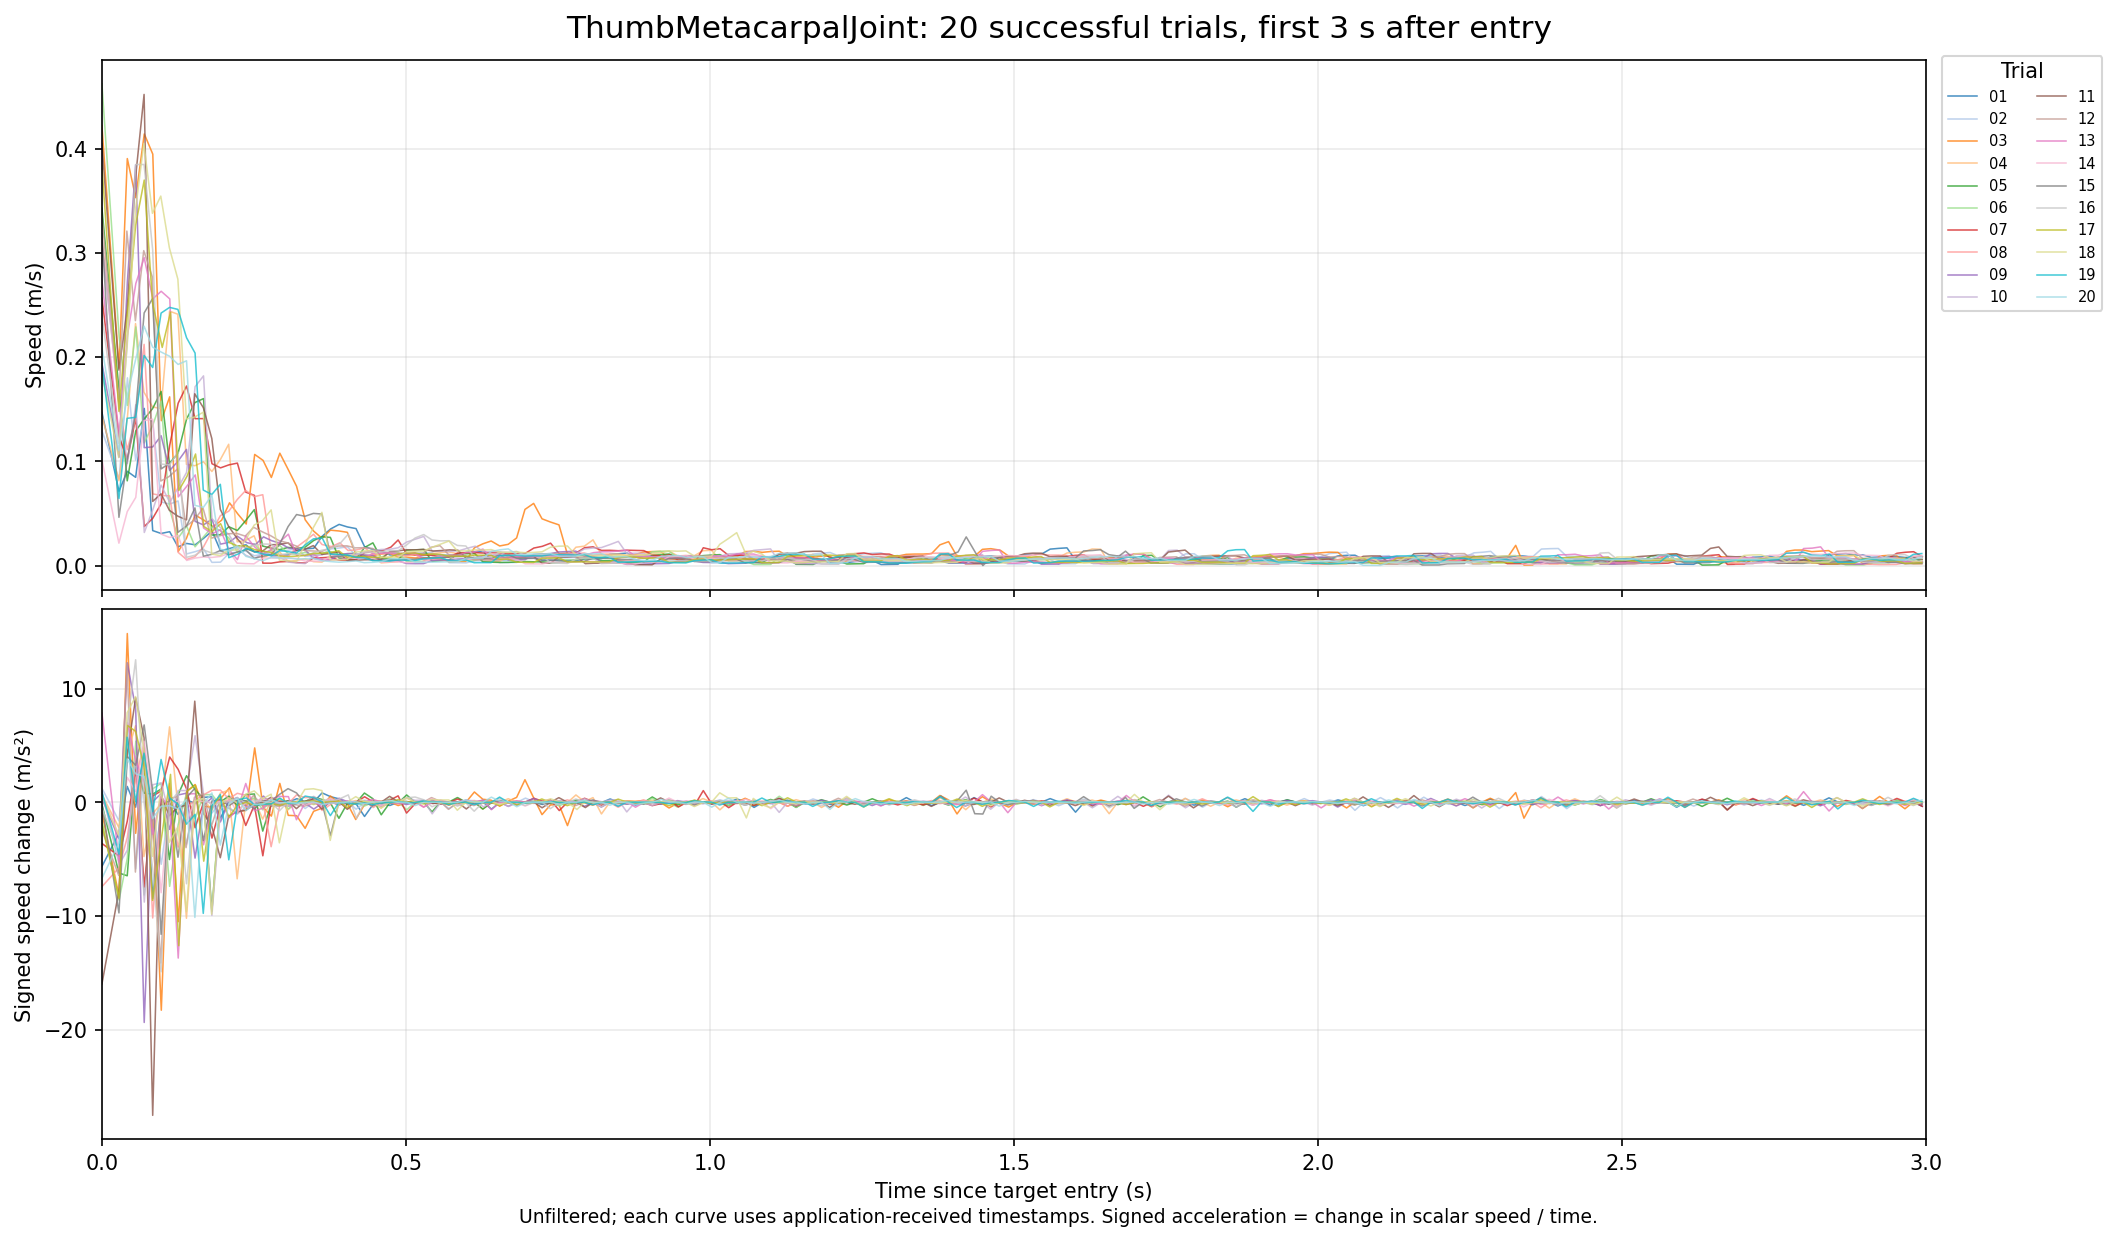 ThumbMetacarpalJoint: 20 successful trials, first 3 s after entry
Trial
01 11
02 12
03 13
04 14
05 15
06 16
07 17
08 18
09 19
10 20
Speed (m/s)
0.4
0.3
0.2
0.1
0.0
Signed speed change (m/s²)
10
0
−10
−20
0.0 0.5 1.0 1.5 2.0 2.5 3.0
Time since target entry (s)
Unfiltered; each curve uses application-received timestamps. Signed acceleration = change in scalar speed / time.